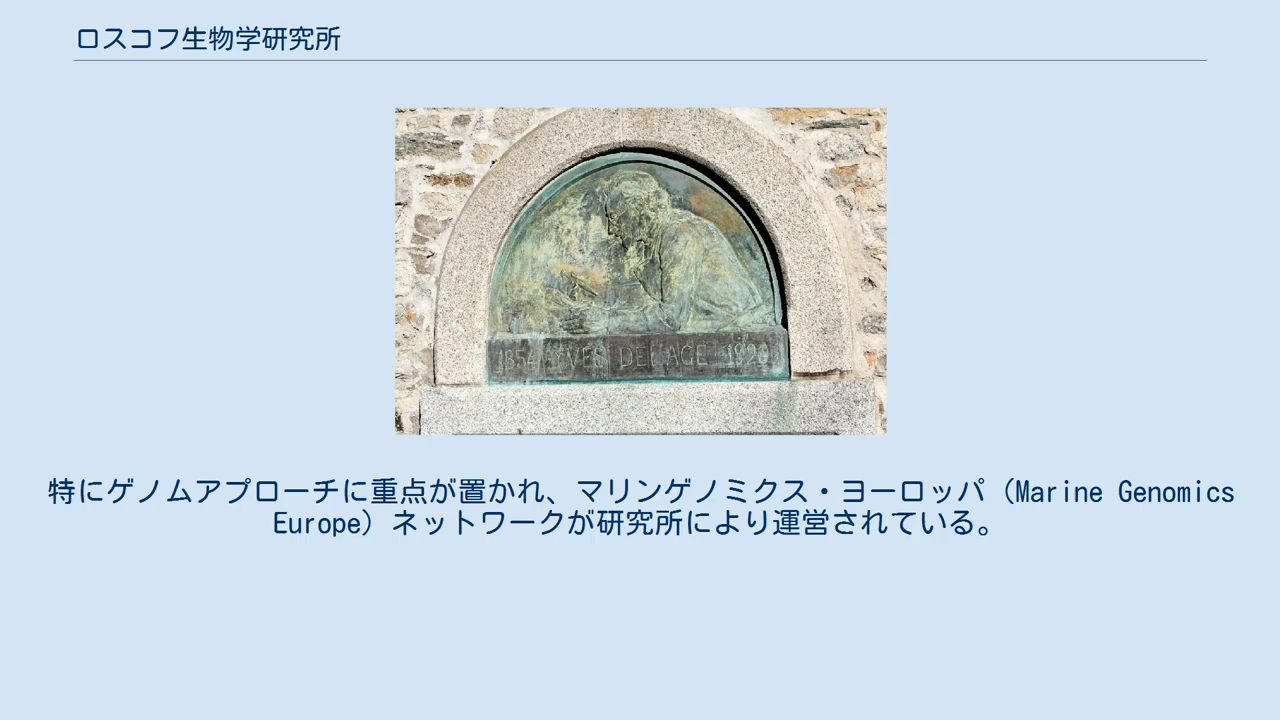 ロスコフ生物学研究所
1854 YVES DELAGE 1920
特にゲノムアプローチに重点が置かれ、マリンゲノミクス・ヨーロッパ（Marine Genomics
Europe）ネットワークが研究所により運営されている。